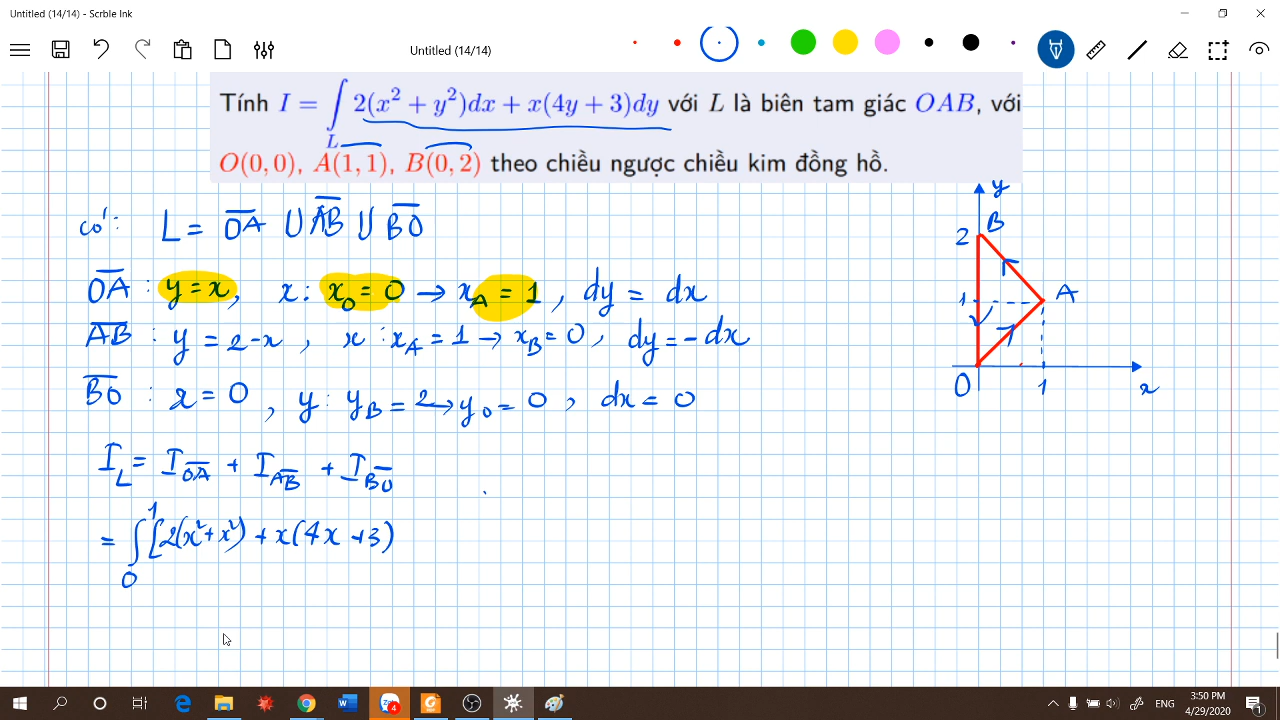 Untitled (14/14) - Scrble Ink
Untitled (14/14)
Tính I = ∫L 2(x² + y²)dx + x(4y + 3)dy với L là biên tam giác OAB, với
O(0,0), A(1,1), B(0,2) theo chiều ngược chiều kim đồng hồ.
có: L = OA ∪ AB ∪ BO
OA : y = x, x: x_O = 0 → x_A = 1, dy = dx
AB : y = 2-x, x : x_A = 1 → x_B = 0, dy = -dx
BO : x = 0, y: y_B = 2 → y_O = 0, dx = 0
I_L = I_OA + I_AB + I_BO
= ∫₀¹ [2(x² + x²) + x(4x + 3)
y
2 B
1 A
O 1 x
4
ENG
3:50 PM
4/29/2020
1